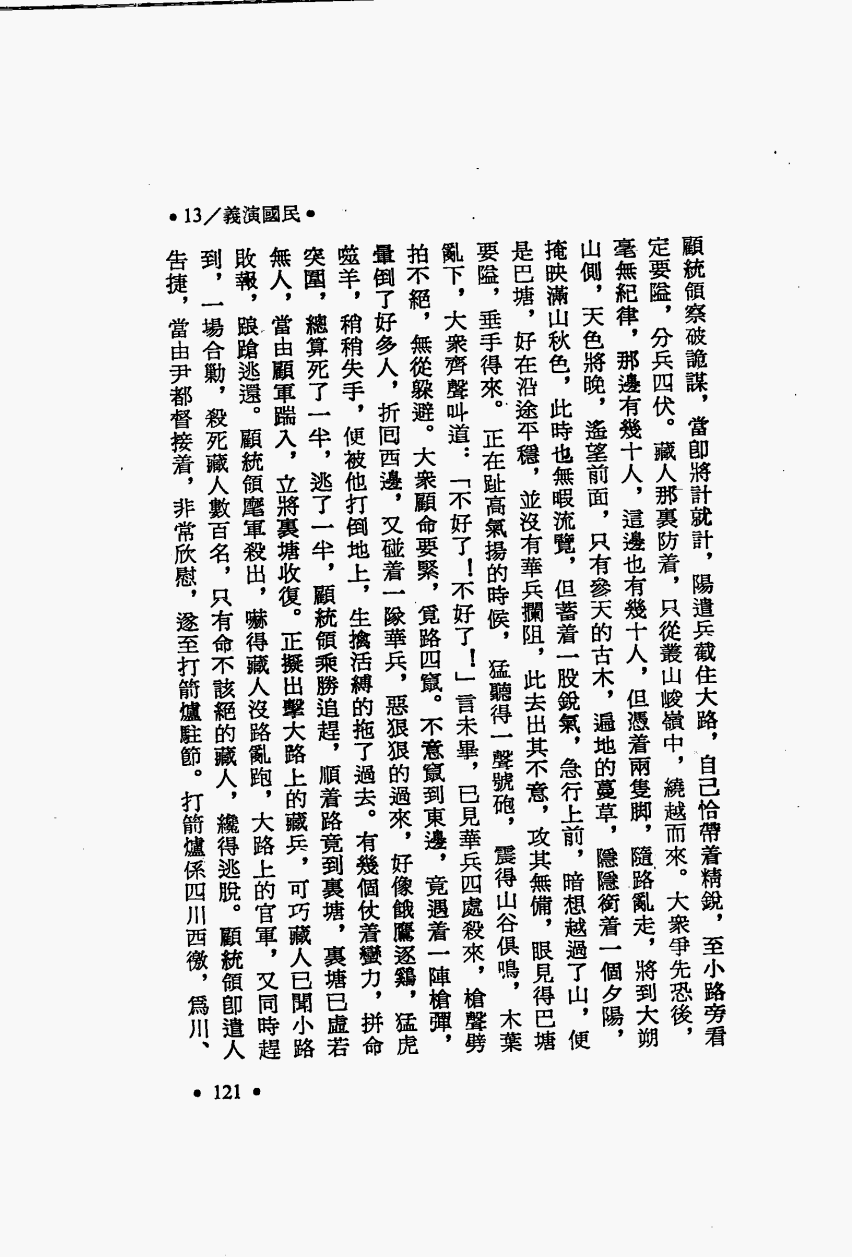 •13／義演國民•
顧統領察破詭謀，當卽將計就計，陽遣兵截住大路，自己恰帶着精銳，至小路旁看
定要隘，分兵四伏。藏人那裏防着，只從叢山峻嶺中，繞越而來。大衆爭先恐後，
毫無紀律，那邊有幾十人，這邊也有幾十人，但憑着兩隻脚，隨路亂走，將到大朔
山側，天色將晚，遙望前面，只有參天的古木，遍地的蔓草，隱隱銜着一個夕陽，
掩映滿山秋色，此時也無暇流覽，但蓄着一股銳氣，急行上前，暗想越過了山，便
是巴塘，好在沿途平穩，並沒有華兵攔阻，此去出其不意，攻其無備，眼見得巴塘
要隘，垂手得來。正在趾高氣揚的時候，猛聽得一聲號砲，震得山谷俱鳴，木葉
亂下，大衆齊聲叫道：「不好了！不好了！」言未畢，已見華兵四處殺來，槍聲劈
拍不絕，無從躱避。大衆顧命要緊，覓路四竄。不意竄到東邊，竟遇着一陣槍彈，
暈倒了好多人，折囘西邊，又碰着一隊華兵，惡狠狠的過來，好像餓鷹逐鷄，猛虎
噬羊，稍稍失手，便被他打倒地上，生擒活縛的拖了過去。有幾個仗着蠻力，拼命
突圍，總算死了一半，逃了一半，顧統領乘勝追趕，順着路竟到裏塘，裏塘已虛若
無人，當由顧軍踹入，立將裏塘收復。正擬出擊大路上的藏兵，可巧藏人已聞小路
敗報，踉蹌逃還。顧統領麾軍殺出，嚇得藏人沒路亂跑，大路上的官軍，又同時趕
到，一場合勦，殺死藏人數百名，只有命不該絕的藏人，纔得逃脫。顧統領卽遣人
告捷，當由尹都督接着，非常欣慰，遂至打箭爐駐節。打箭爐係四川西徼，爲川、
•121•